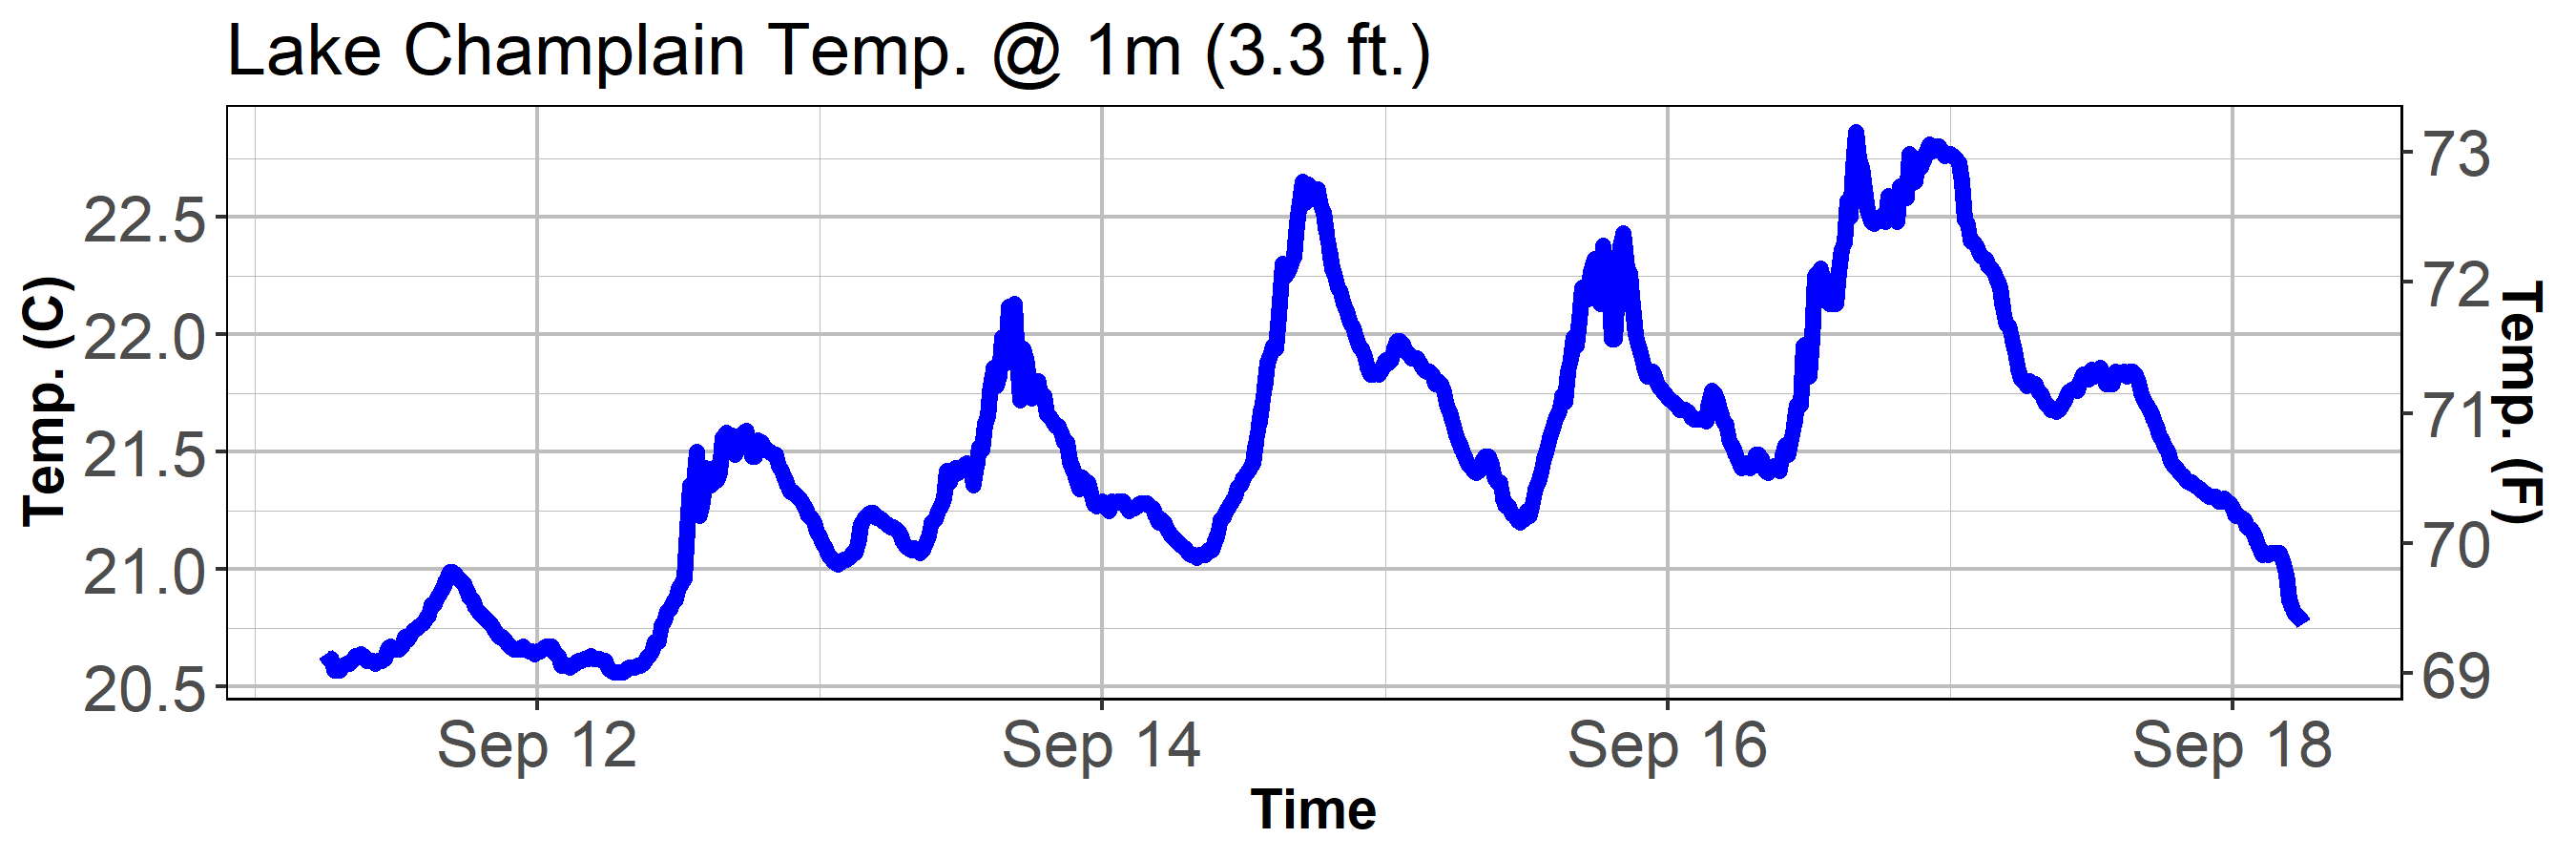 Lake Champlain Temp. @ 1m (3.3 ft.)
Temp. (C)
22.5
22.0
21.5
21.0
20.5
73
72
71
70
69
Temp. (F)
Sep 12
Sep 14
Sep 16
Sep 18
Time